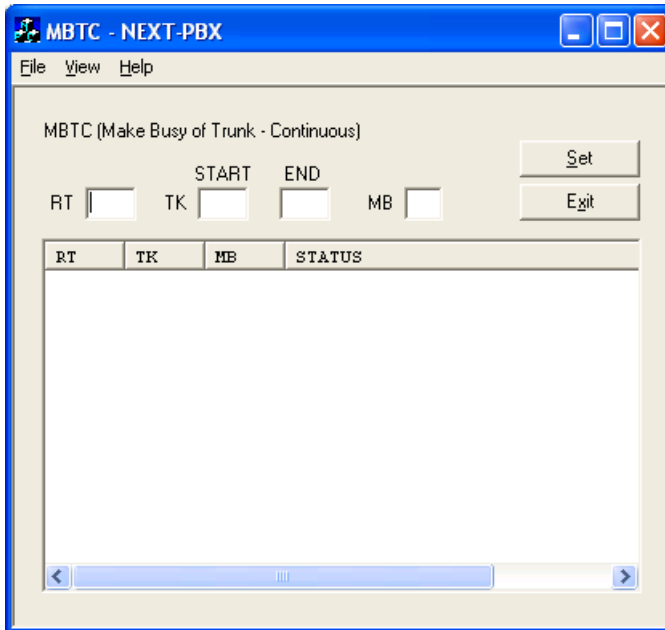 MBTC - NEXT-PBX
File View Help
MBTC (Make Busy of Trunk - Continuous)
Set
START END
RT TK MB
Exit
RT TK MB STATUS